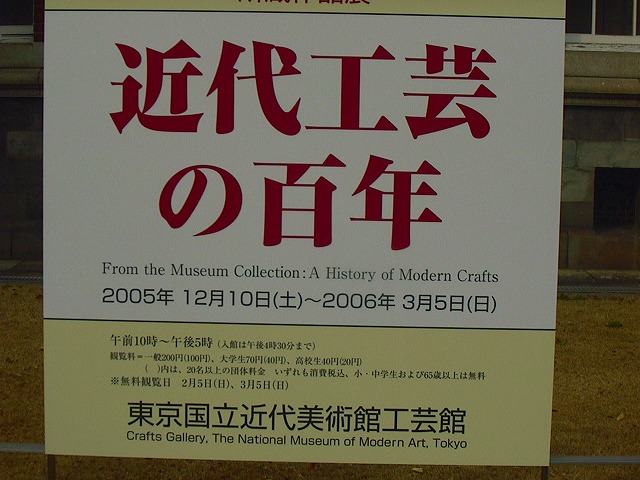 近代工芸
の百年
From the Museum Collection: A History of Modern Crafts
2005年 12月10日(土)〜2006年 3月5日(日)
午前10時〜午後5時 (入館は午後4時30分まで)
観覧料=一般200円(100円)、大学生70円(40円)、高校生40円(20円)
( )内は、20名以上の団体料金 いずれも消費税込、小・中学生および65歳以上は無料
※無料観覧日 2月5日(日)、3月5日(日)
東京国立近代美術館工芸館
Crafts Gallery, The National Museum of Modern Art, Tokyo